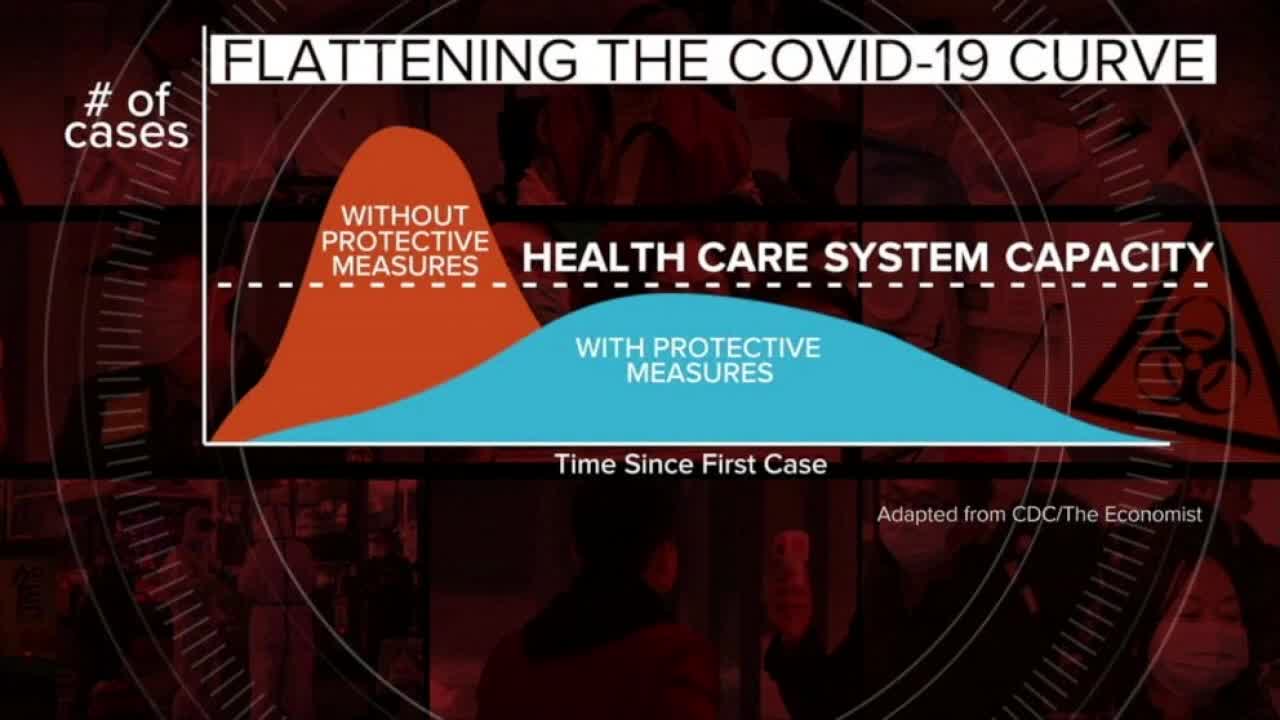 FLATTENING THE COVID-19 CURVE
# of
cases
WITHOUT
PROTECTIVE
MEASURES
HEALTH CARE SYSTEM CAPACITY
WITH PROTECTIVE
MEASURES
Time Since First Case
Adapted from CDC/The Economist